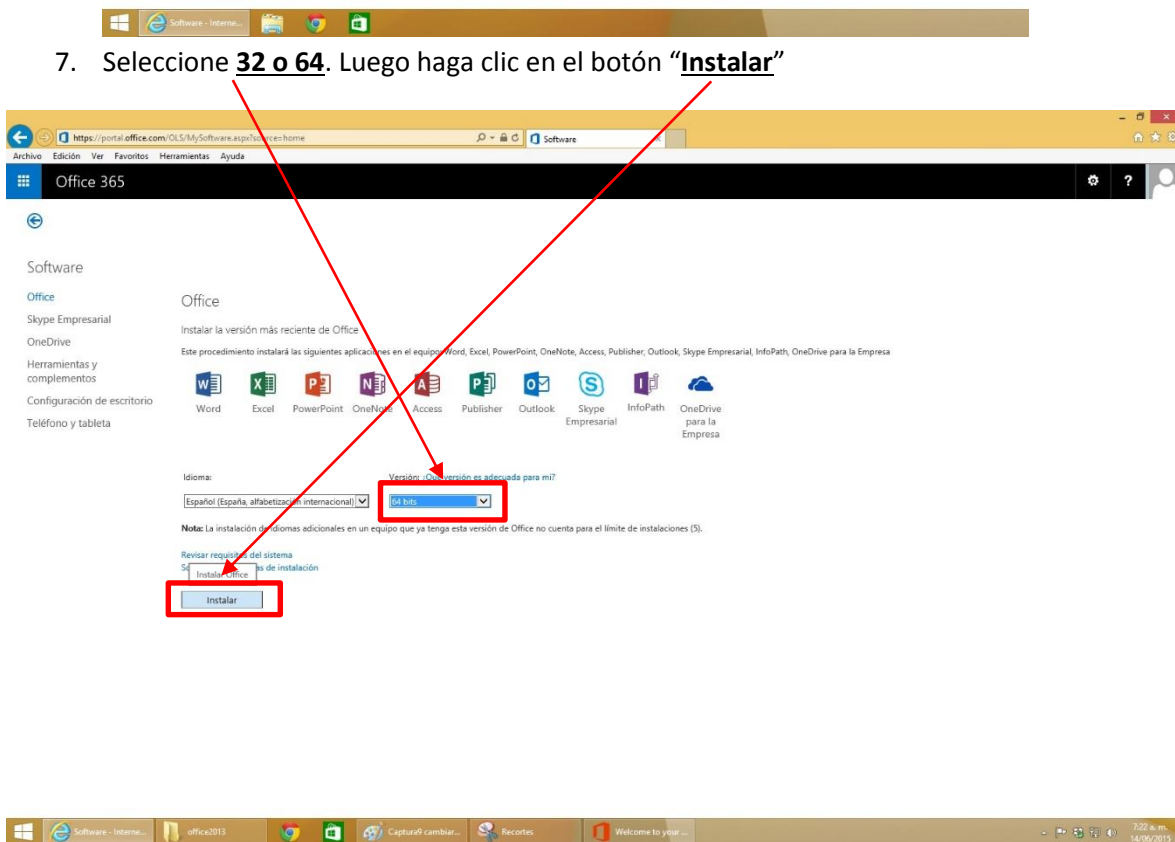 Software - Interne...
7. Seleccione 32 o 64. Luego haga clic en el botón “Instalar”
https://portal.office.com/OLS/MySoftware.aspx?source=home
Software
Archivo Edición Ver Favoritos Herramientas Ayuda
Office 365
?
Software
Office
Skype Empresarial
OneDrive
Herramientas y
complementos
Configuración de escritorio
Teléfono y tableta
Office
Instalar la versión más reciente de Office
Este procedimiento instalará las siguientes aplicaciones en el equipo: Word, Excel, PowerPoint, OneNote, Access, Publisher, Outlook, Skype Empresarial, InfoPath, OneDrive para la Empresa
Word Excel PowerPoint OneNote Access Publisher Outlook Skype Empresarial InfoPath OneDrive para la Empresa
Idioma: Versión: ¿Qué versión es adecuada para mí?
Español (España, alfabetización internacional) 64 bits
Nota: La instalación de idiomas adicionales en un equipo que ya tenga esta versión de Office no cuenta para el límite de instalaciones (5).
Revisar requisitos del sistema
as de instalación
Instalar Office
Instalar
Software - Interne... office2013 Captura9 cambiar... Recortes Welcome to your ...
7:22 a. m.
14/06/2015